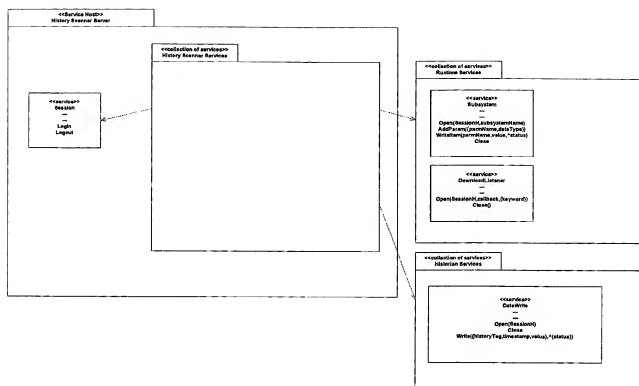 <<Service Host>>
History Scanner Server
<<collection of services>>
History Scanner Services
<<service>>
Session
---
---
Login
Logout
<<collection of services>>
Runtime Services
<<service>>
Subsystem
---
---
Open(SessionH,subsystemName)
AddParam((parmName,dataType))
WriteItem(parmName,value,*status)
Close
<<service>>
DownloadListener
---
---
Open(SessionH,callback,(keyword))
Close()
<<collection of services>>
Historian Services
<<service>>
DataWrite
---
---
Open(SessionH)
Close
Write((historyTag,timestamp,value),*(status))